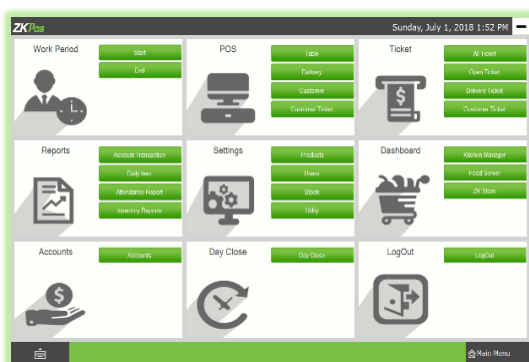 ZKPos
Sunday, July 1, 2018 1:52 PM
Work Period
Start
End
POS
Table
Delivery
Customer
Customer Ticket
Ticket
All Ticket
Open Ticket
Delivery Ticket
Customer Ticket
Reports
Account Transaction
Daily Item
Attendance Report
Inventory Reports
Settings
Products
Users
Stock
Utility
Dashboard
Kitchen Manager
Food Server
ZK Store
Accounts
Accounts
Day Close
Day Close
LogOut
LogOut
Main Menu